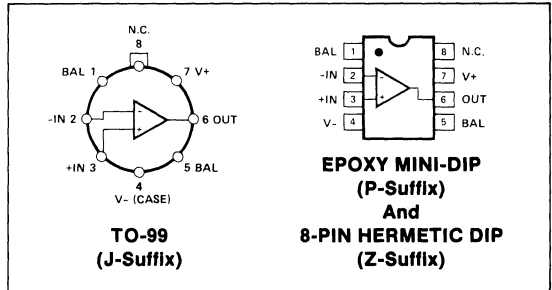 N.C.
8
BAL 1
7 V+
-IN 2
6 OUT
+IN 3
5 BAL
4
V- (CASE)
-
+
TO-99
(J-Suffix)
BAL 1
8 N.C.
-IN 2
7 V+
+IN 3
6 OUT
V- 4
5 BAL
-
+
EPOXY MINI-DIP
(P-Suffix)
And
8-PIN HERMETIC DIP
(Z-Suffix)